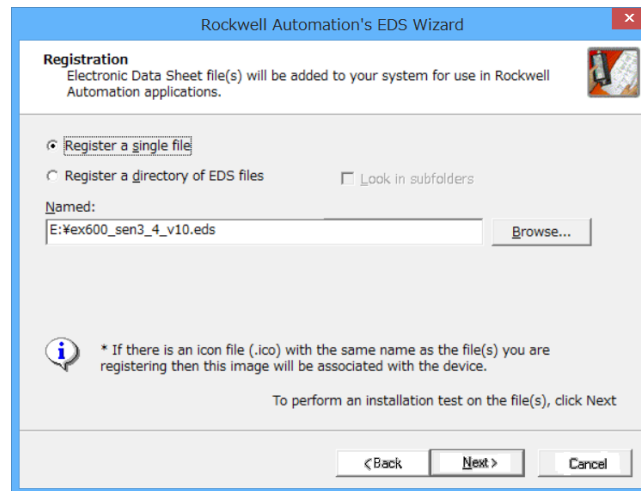 Rockwell Automation's EDS Wizard
Registration
Electronic Data Sheet file(s) will be added to your system for use in Rockwell
Automation applications.
Register a single file
Register a directory of EDS files
Look in subfolders
Named:
E:¥ex600_sen3_4_v10.eds
Browse...
* If there is an icon file (.ico) with the same name as the file(s) you are
registering then this image will be associated with the device.
To perform an installation test on the file(s), click Next
<Back
Next>
Cancel